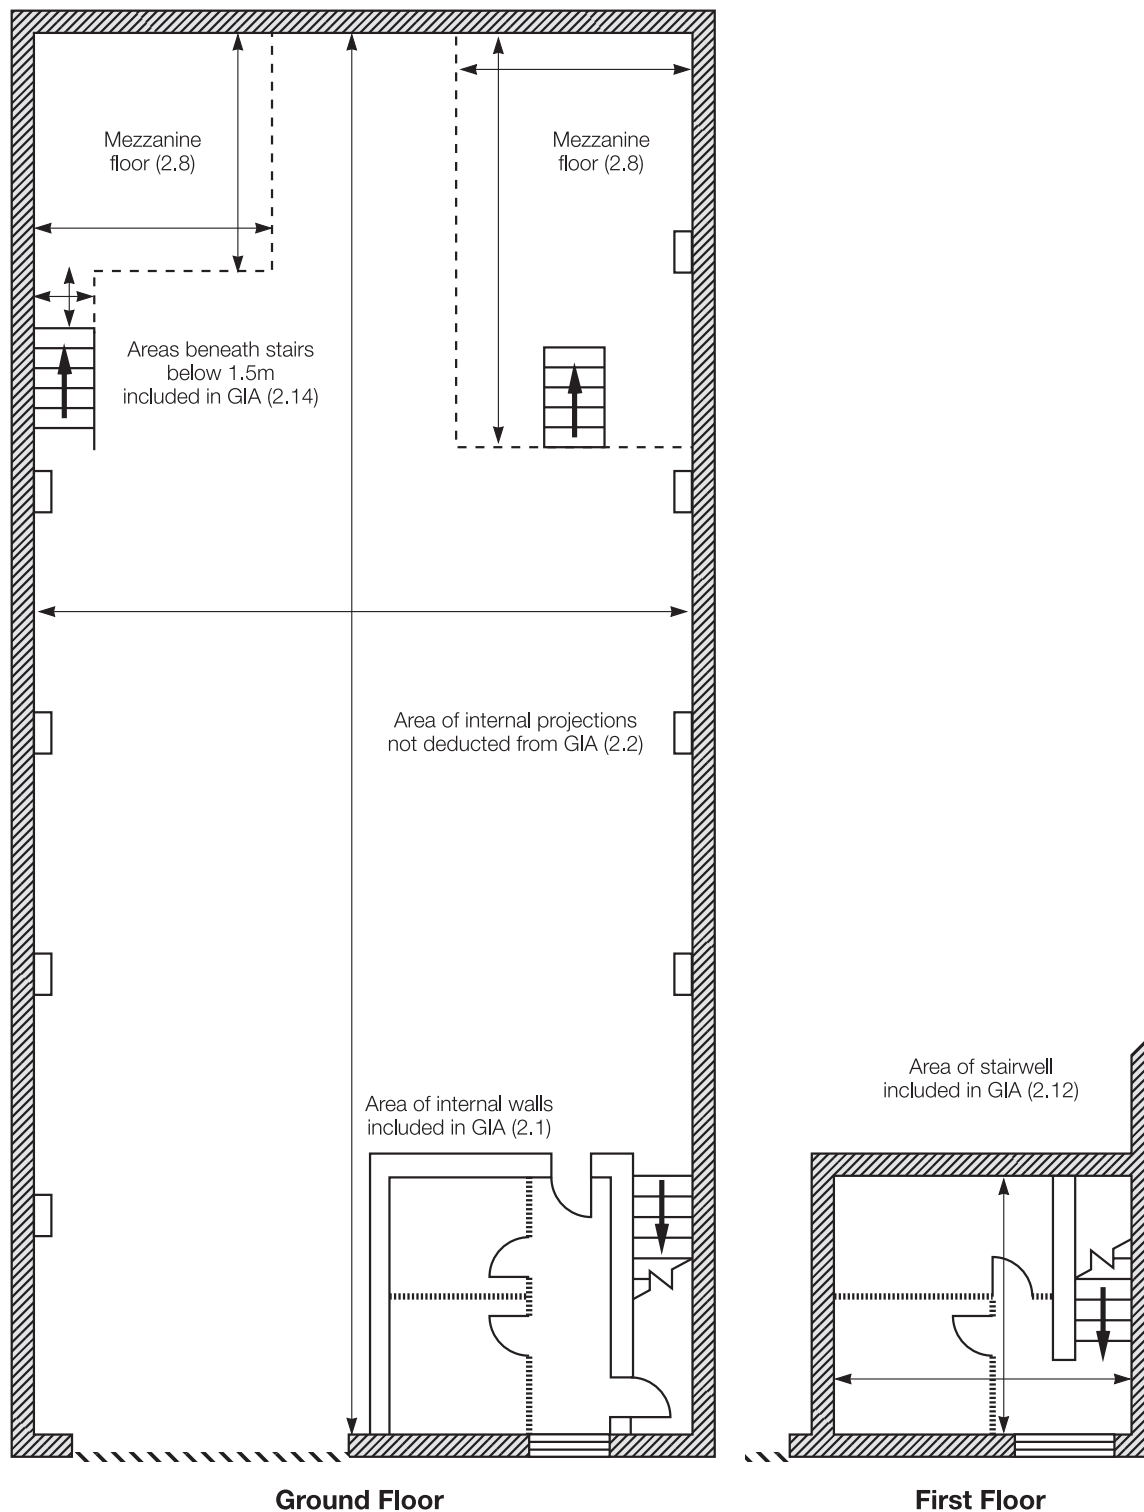 Mezzanine
floor (2.8)
Mezzanine
floor (2.8)
Areas beneath stairs
below 1.5m
included in GIA (2.14)
Area of internal projections
not deducted from GIA (2.2)
Area of internal walls
included in GIA (2.1)
Area of stairwell
included in GIA (2.12)
Ground Floor
First Floor